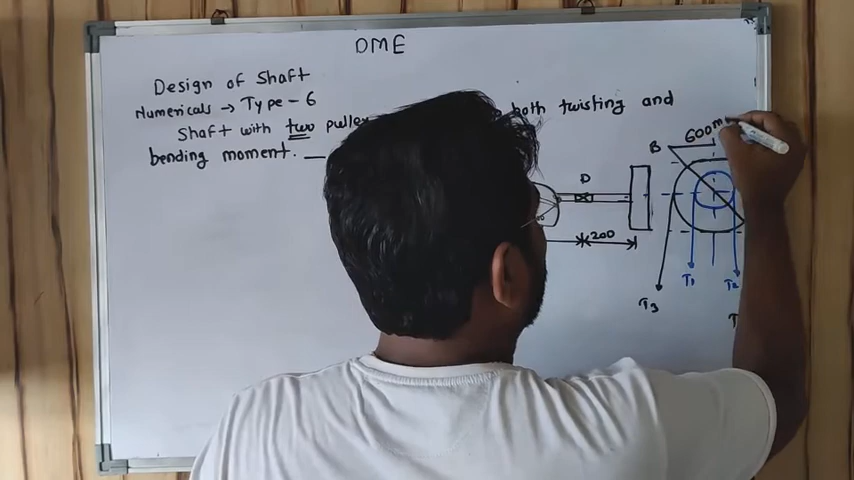 DME
Design of Shaft
Numericals → Type - 6
Shaft with two both twisting and
bending moment. —
D
200
B 600m
T1 T2
T3